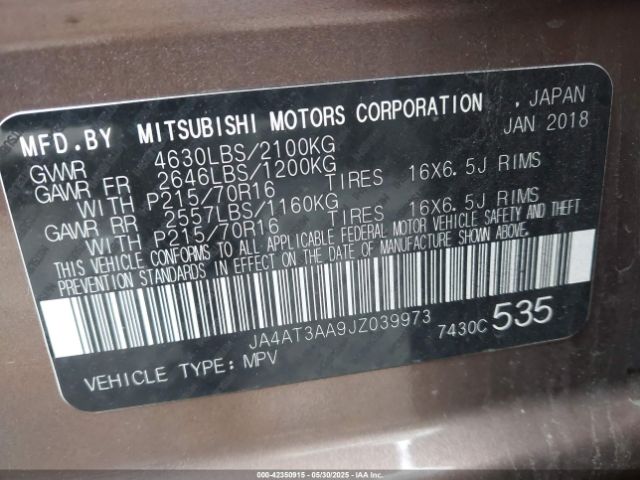 MFD.BY MITSUBISHI MOTORS CORPORATION , JAPAN
GVWR 4630LBS/2100KG JAN 2018
GAWR FR 2646LBS/1200KG
WITH P215/70R16 TIRES 16X6.5J RIMS
GAWR RR 2557LBS/1160KG
WITH P215/70R16 TIRES 16X6.5J RIMS
THIS VEHICLE CONFORMS TO ALL APPLICABLE FEDERAL MOTOR VEHICLE SAFETY AND THEFT
PREVENTION STANDARDS IN EFFECT ON THE DATE OF MANUFACTURE SHOWN ABOVE.
JA4AT3AA9JZ039973 7430C 535
VEHICLE TYPE: MPV
000-42350915 - 05/30/2025 - IAAI, Inc.